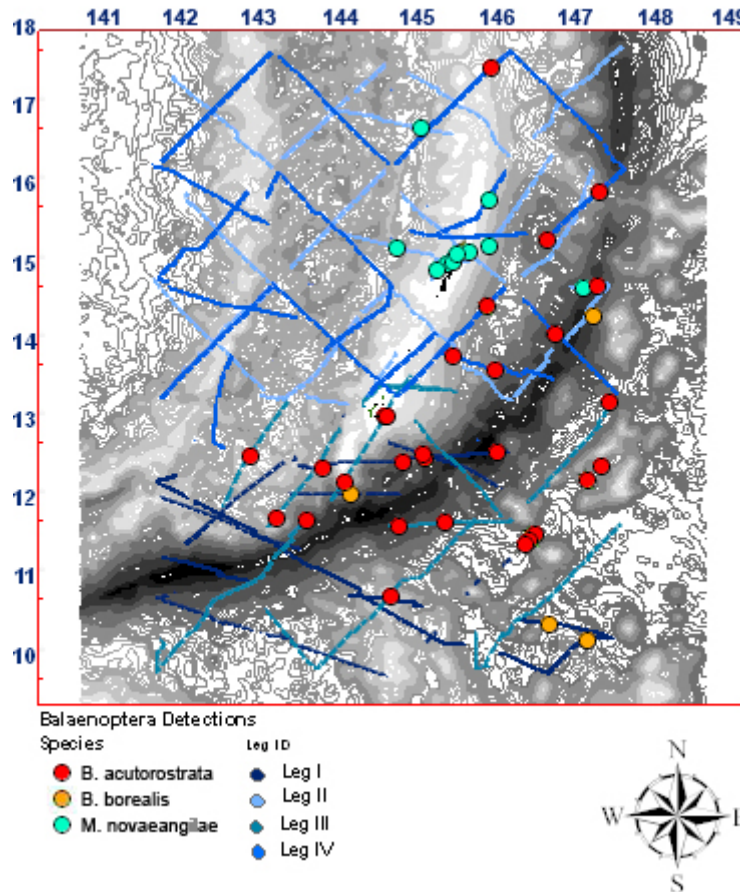 141 142 143 144 145 146 147 148 149
18
17
16
15
14
13
12
11
10
Balaenoptera Detections
Species Leg ID
B. acutorostrata Leg I
B. borealis Leg II
M. novaeangilae Leg III
Leg IV
N
W E
S